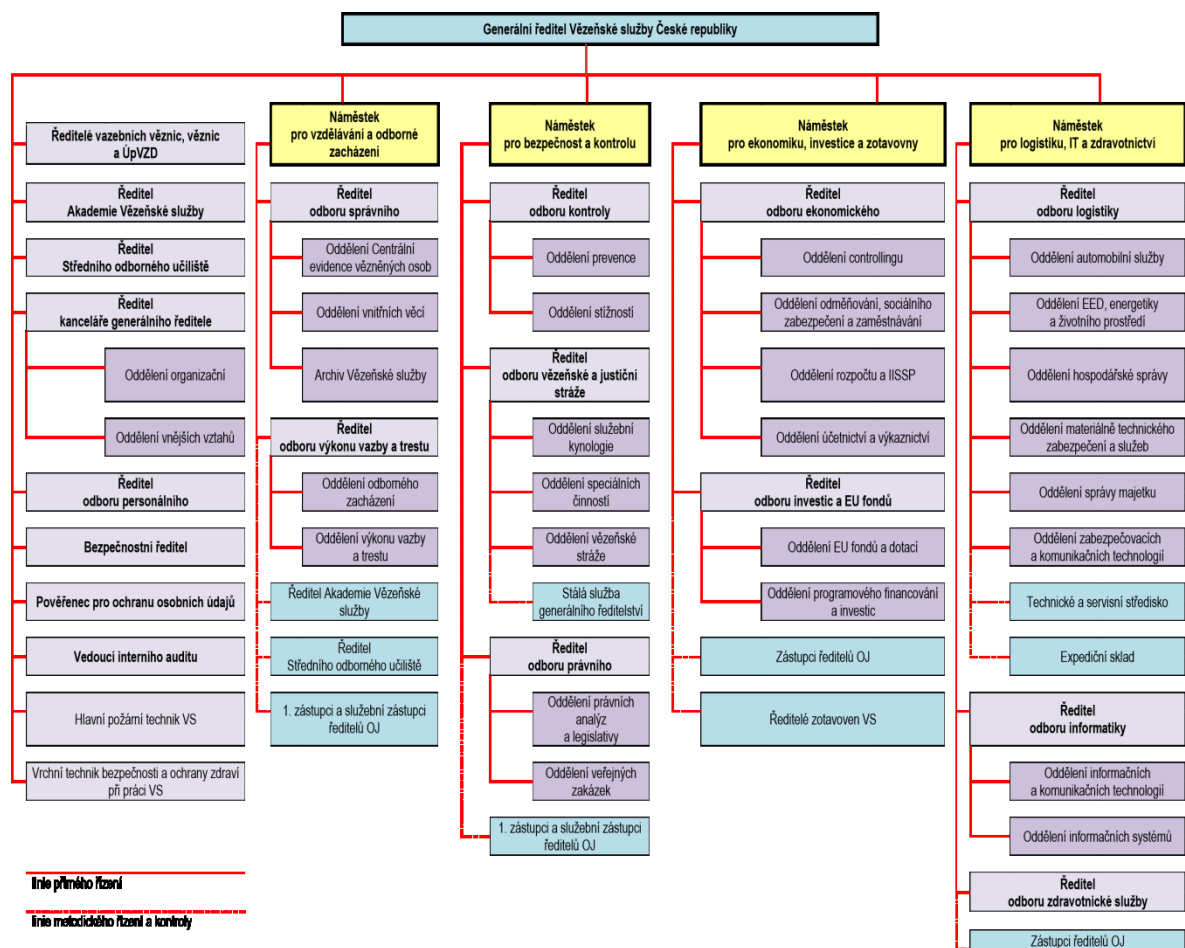 Generální ředitel Vězeňské služby České republiky
Ředitelé vazebních věznic, věznic
a ÚpVZD
Ředitel
Akademie Vězeňské služby
Ředitel
Středního odborného učiliště
Ředitel
kanceláře generálního ředitele
Oddělení organizační
Oddělení vnějších vztahů
Ředitel
odboru personálního
Bezpečnostní ředitel
Pověřenec pro ochranu osobních údajů
Vedoucí interního auditu
Hlavní požární technik VS
Vrchní technik bezpečnosti a ochrany zdraví
při práci VS
Náměstek
pro vzdělávání a odborné
zacházení
Ředitel
odboru správního
Oddělení Centrální
evidence vězněných osob
Oddělení vnitřních věcí
Archiv Vězeňské služby
Ředitel
odboru výkonu vazby a trestu
Oddělení odborného
zacházení
Oddělení výkonu vazby
a trestu
Ředitel Akademie Vězeňské
služby
Ředitel
Středního odborného učiliště
1. zástupci a služební zástupci
ředitelů OJ
Náměstek
pro bezpečnost a kontrolu
Ředitel
odboru kontroly
Oddělení prevence
Oddělení stížností
Ředitel
odboru vězeňské a justiční
stráže
Oddělení služební
kynologie
Oddělení speciálních
činností
Oddělení vězeňské
stráže
Stálá služba
generálního ředitelství
Ředitel
odboru právního
Oddělení právních
analýz
a legislativy
Oddělení veřejných
zakázek
1. zástupci a služební zástupci
ředitelů OJ
Náměstek
pro ekonomiku, investice a zotavovny
Ředitel
odboru ekonomického
Oddělení controllingu
Oddělení odměňování, sociálního
zabezpečení a zaměstnávání
Oddělení rozpočtu a IISSP
Oddělení účetnictví a výkaznictví
Ředitel
odboru investic a EU fondů
Oddělení EU fondů a dotací
Oddělení programového financování
a investic
Zástupci ředitelů OJ
Ředitelé zotavoven VS
Náměstek
pro logistiku, IT a zdravotnictví
Ředitel
odboru logistiky
Oddělení automobilní služby
Oddělení EED, energetiky
a životního prostředí
Oddělení hospodářské správy
Oddělení materiálně technického
zabezpečení a služeb
Oddělení správy majetku
Oddělení zabezpečovacích
a komunikačních technologií
Technické a servisní středisko
Expediční sklad
Ředitel
odboru informatiky
Oddělení informačních
a komunikačních technologií
Oddělení informačních systémů
Ředitel
odboru zdravotnické služby
Zástupci ředitelů OJ
linie přímého řízení
linie metodického řízení a kontroly